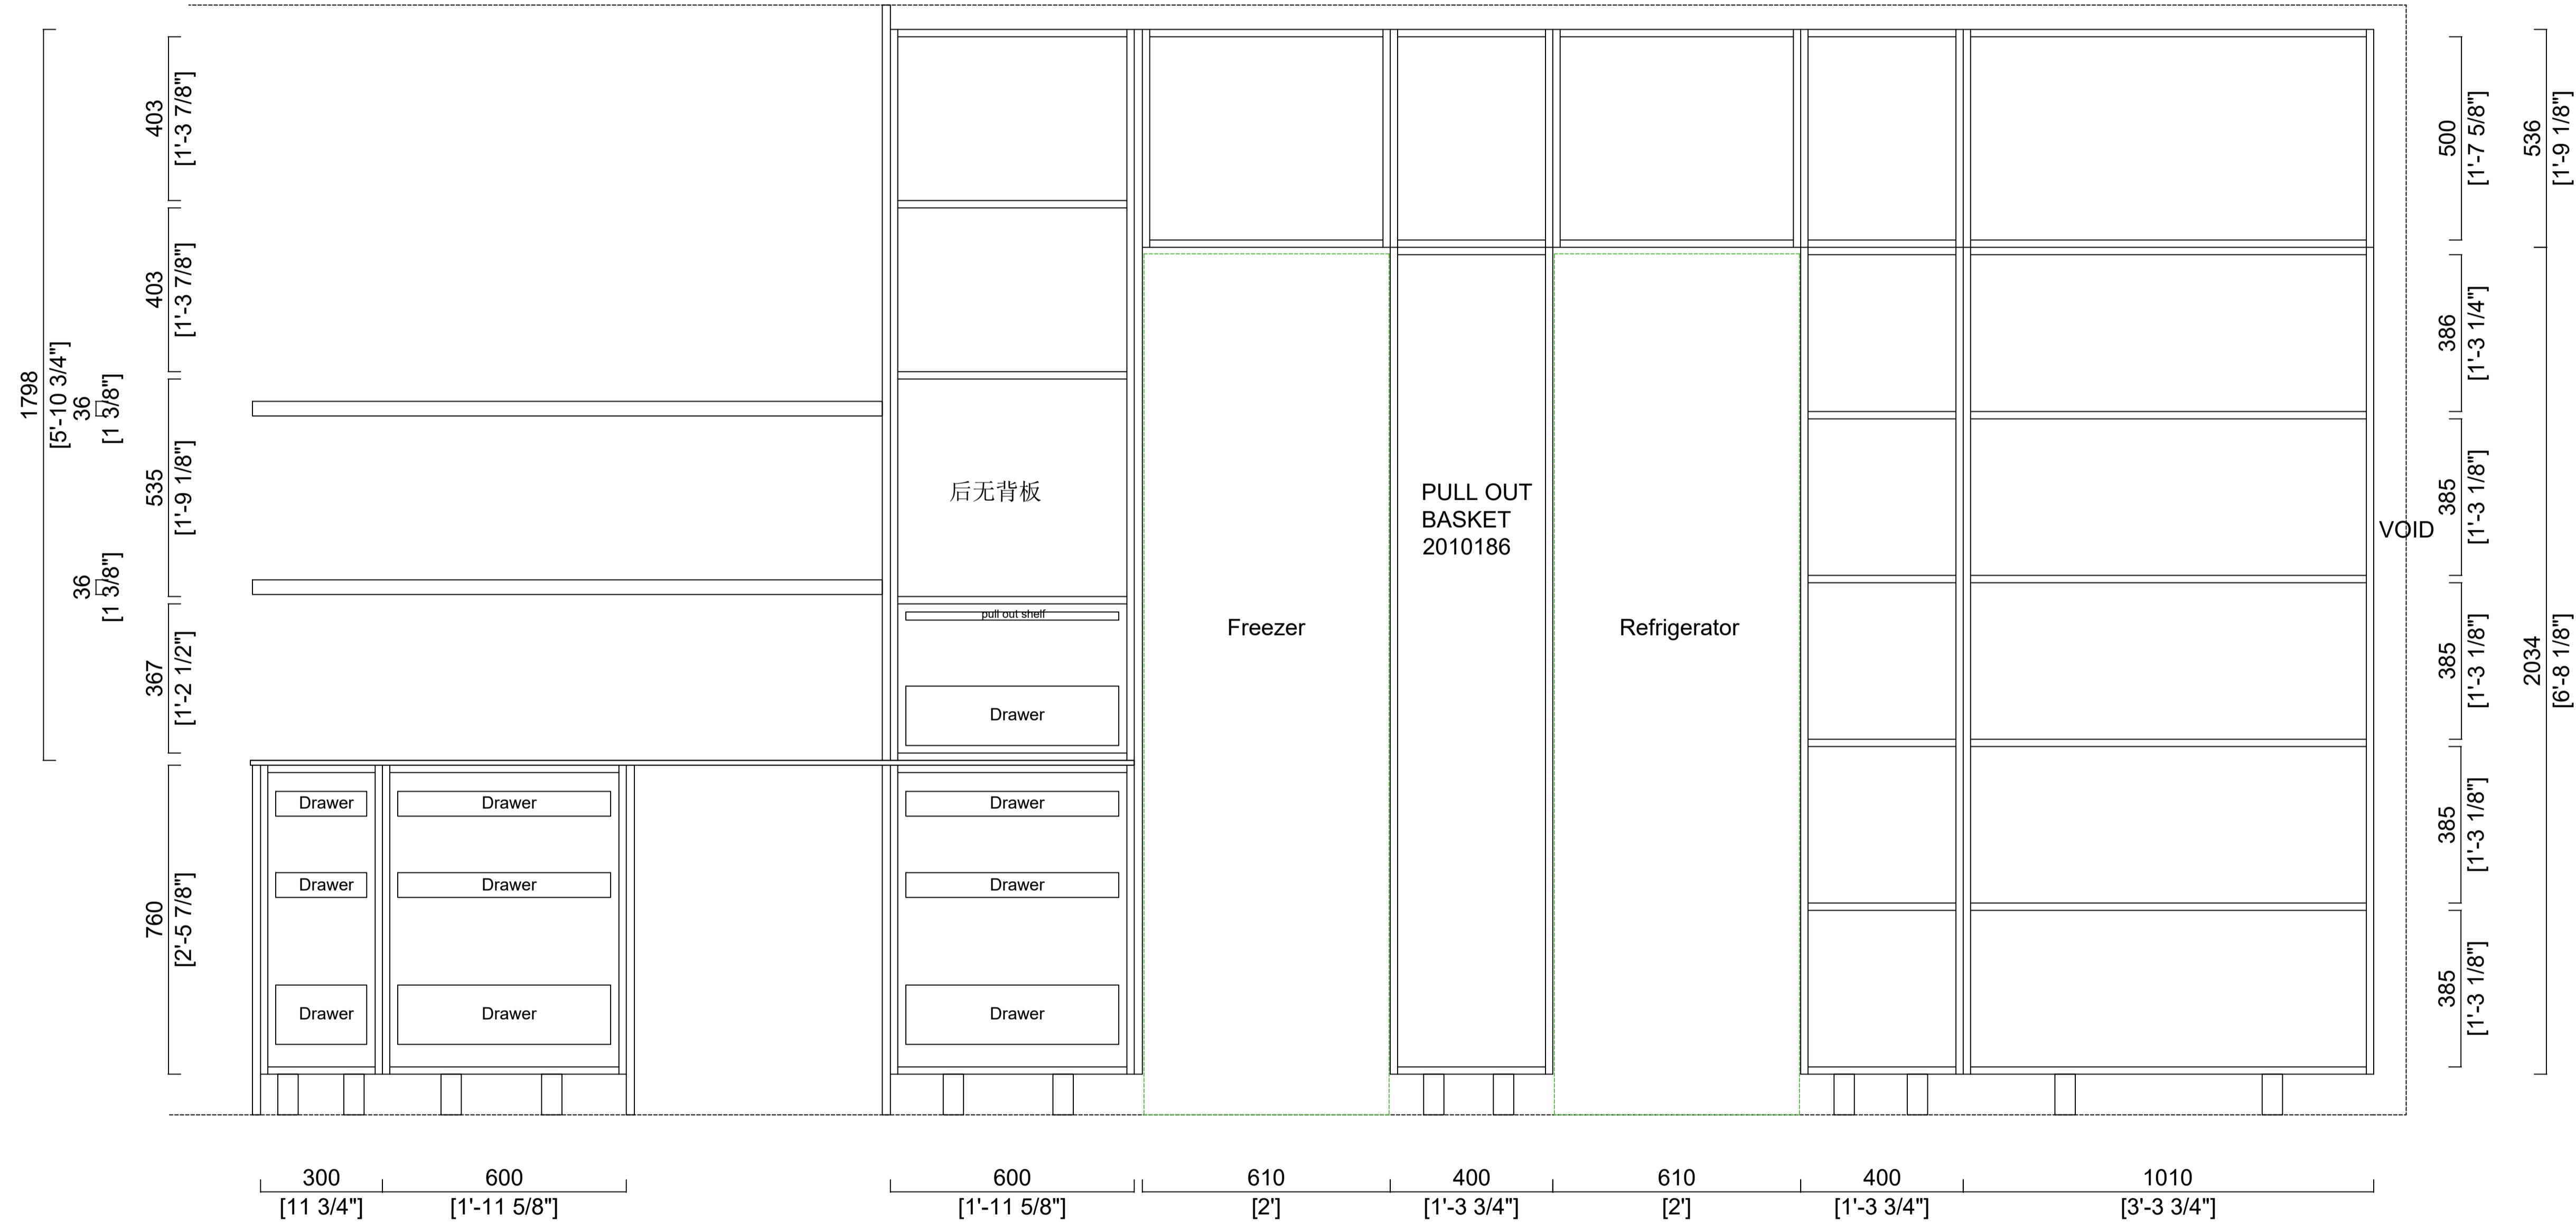 403
[1'-3 7/8"]
403
[1'-3 7/8"]
1798
[5'-10 3/4"]
36
[1 3/8"]
535
[1'-9 1/8"]
36
[1 3/8"]
367
[1'-2 1/2"]
760
[2'-5 7/8"]
后无背板
pull out shelf
Drawer
Drawer
Drawer
Drawer
Drawer
Drawer
Drawer
Drawer
Drawer
Drawer
Freezer
PULL OUT
BASKET
2010186
Refrigerator
VOID
500
[1'-7 5/8"]
536
[1'-9 1/8"]
386
[1'-3 1/4"]
385
[1'-3 1/8"]
385
[1'-3 1/8"]
2034
[6'-8 1/8"]
385
[1'-3 1/8"]
385
[1'-3 1/8"]
300
[11 3/4"]
600
[1'-11 5/8"]
600
[1'-11 5/8"]
610
[2']
400
[1'-3 3/4"]
610
[2']
400
[1'-3 3/4"]
1010
[3'-3 3/4"]